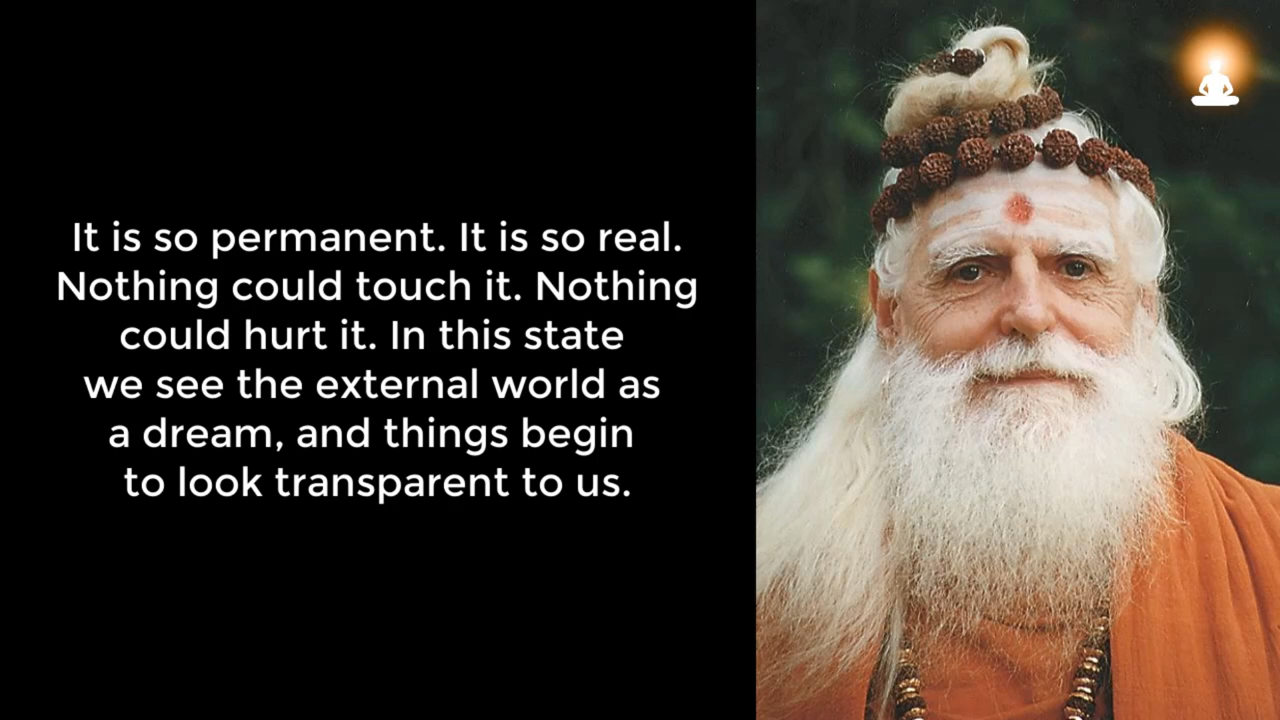 It is so permanent. It is so real.
Nothing could touch it. Nothing
could hurt it. In this state
we see the external world as
a dream, and things begin
to look transparent to us.